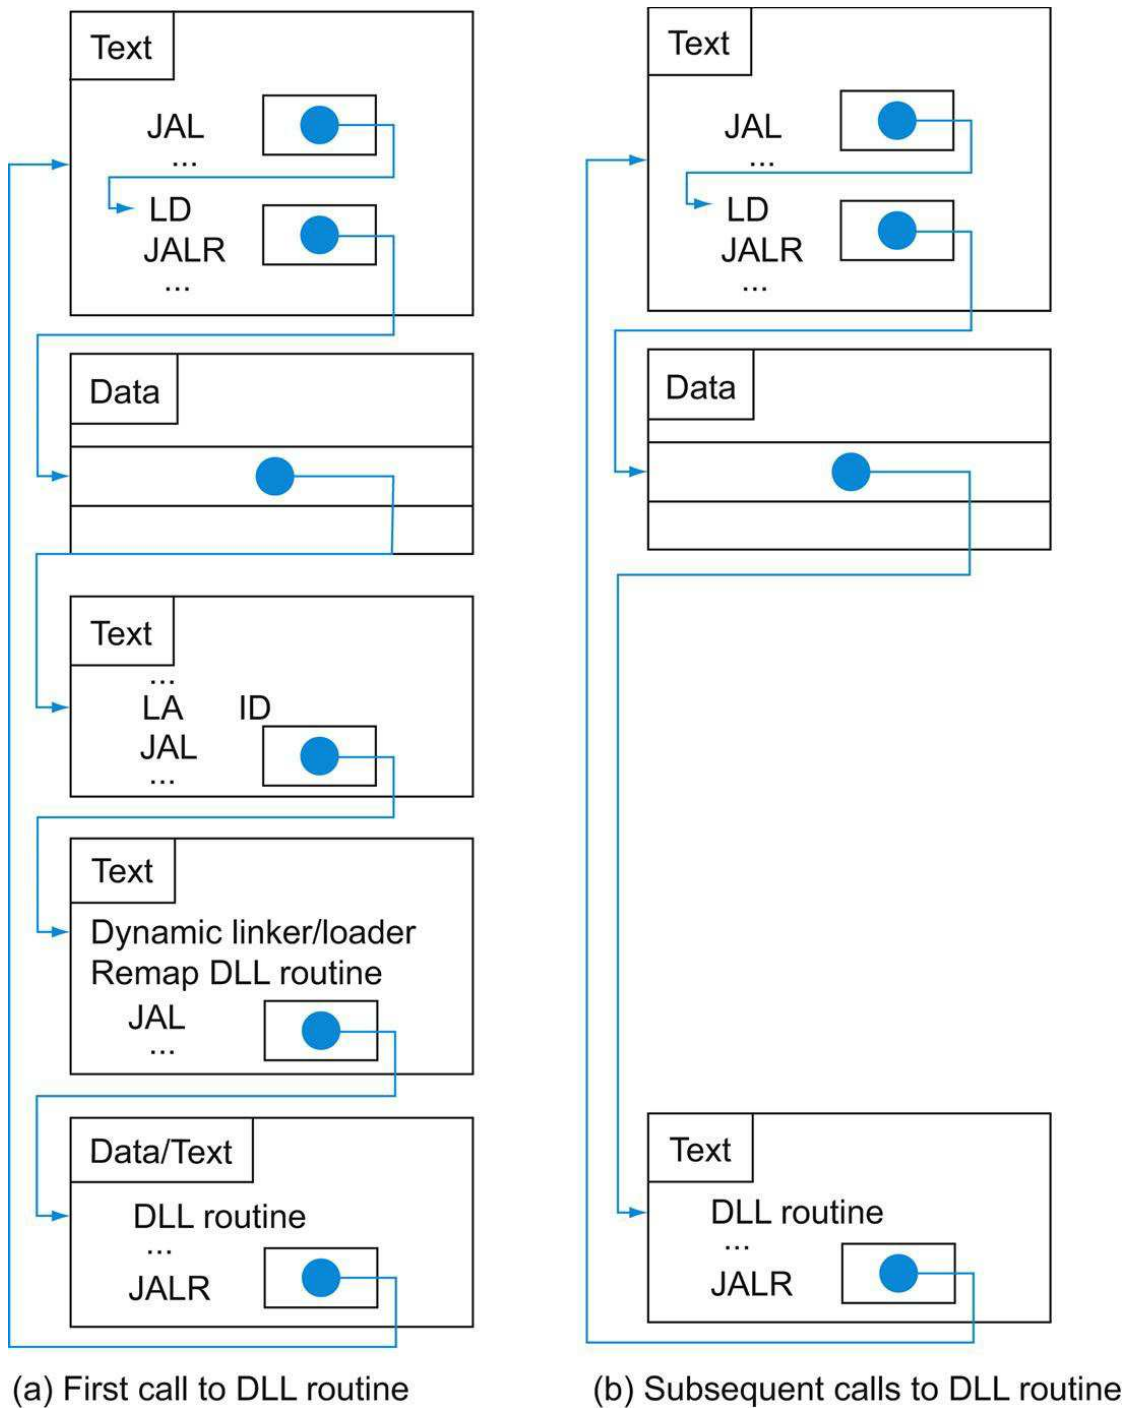 Text
JAL
...
LD
JALR
...
Data
Text
...
LA ID
JAL
...
Text
Dynamic linker/loader
Remap DLL routine
JAL
...
Data/Text
DLL routine
...
JALR
(a) First call to DLL routine
Text
JAL
...
LD
JALR
...
Data
Text
DLL routine
...
JALR
(b) Subsequent calls to DLL routine